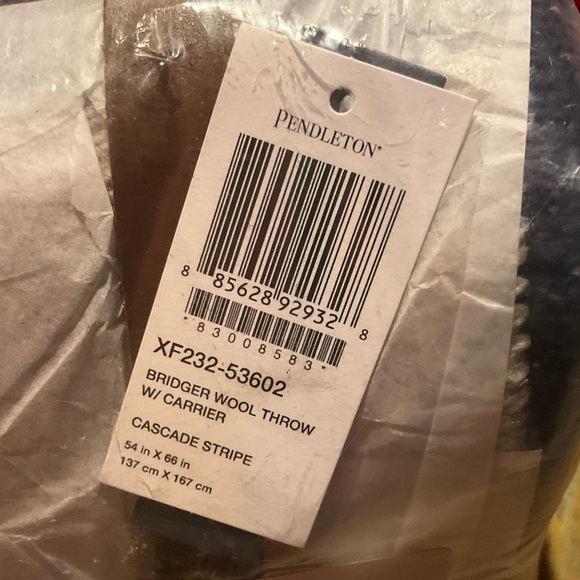 PENDLETON®
8 85628 92932 8
*83008583*
XF232-53602
BRIDGER WOOL THROW
W/ CARRIER
CASCADE STRIPE
54 in X 66 in
137 cm X 167 cm